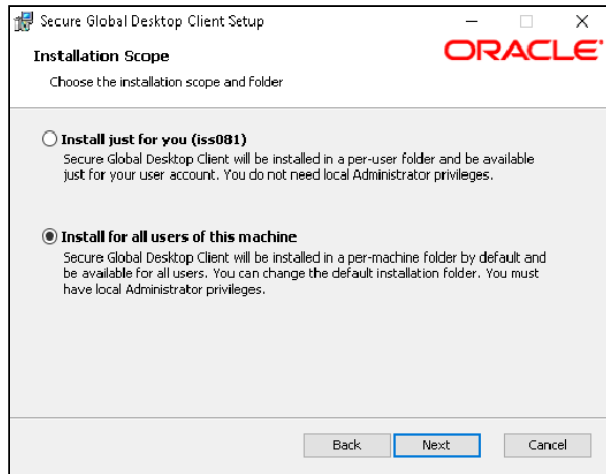 Secure Global Desktop Client Setup
ORACLE
Installation Scope
Choose the installation scope and folder
Install just for you (iss081)
Secure Global Desktop Client will be installed in a per-user folder and be available
just for your user account. You do not need local Administrator privileges.
Install for all users of this machine
Secure Global Desktop Client will be installed in a per-machine folder by default and
be available for all users. You can change the default installation folder. You must
have local Administrator privileges.
Back Next Cancel